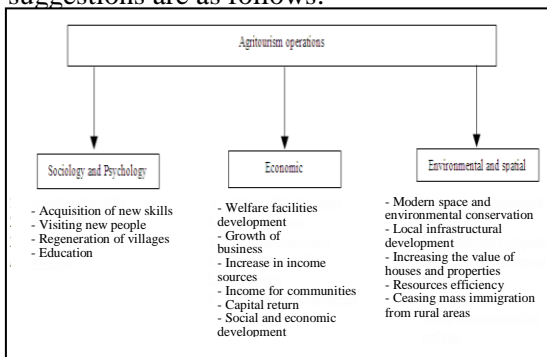 suggestions are as follows:
Agritourism operations
Sociology and Psychology
- Acquisition of new skills
- Visiting new people
- Regeneration of villages
- Education
Economic
- Welfare facilities
development
- Growth of
business
- Increase in income
sources
- Income for communities
- Capital return
- Social and economic
development
Environmental and spatial
- Modern space and
environmental conservation
- Local infrastructural
development
- Increasing the value of
houses and properties
- Resources efficiency
- Ceasing mass immigration
from rural areas